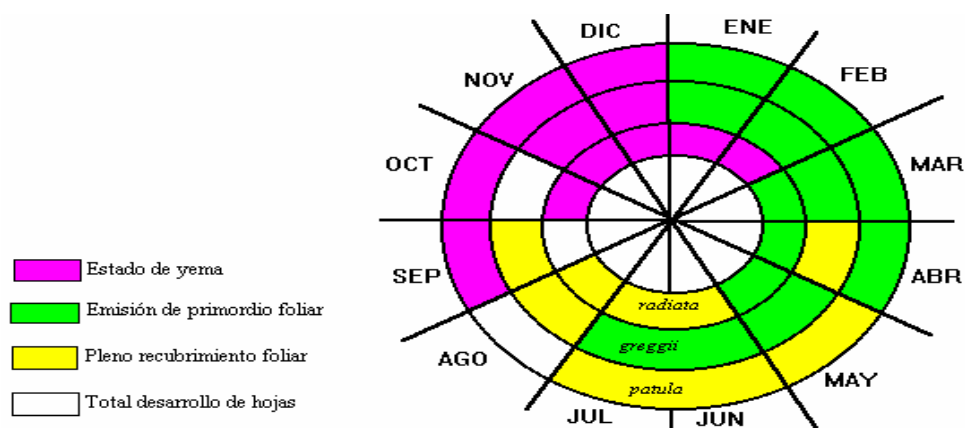 DIC
ENE
NOV
FEB
OCT
MAR
SEP
ABR
AGO
MAY
JUL
JUN
radiata
greggii
patula
Estado de yema
Emisión de primordio foliar
Pleno recubrimiento foliar
Total desarrollo de hojas